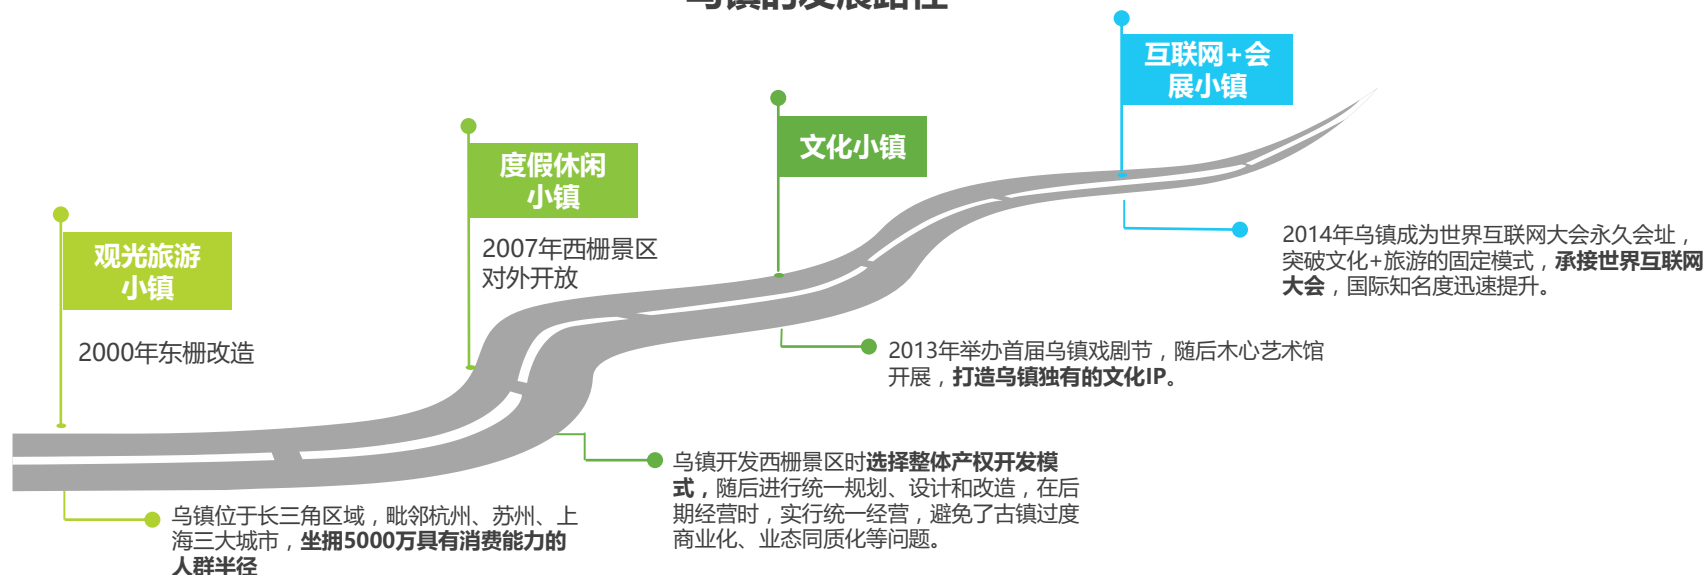 乌镇的发展路径
观光旅游
小镇
2000年东栅改造
乌镇位于长三角区域，毗邻杭州、苏州、上
海三大城市，坐拥5000万具有消费能力的
人群半径
度假休闲
小镇
2007年西栅景区
对外开放
乌镇开发西栅景区时选择整体产权开发模
式，随后进行统一规划、设计和改造，在后
期经营时，实行统一经营，避免了古镇过度
商业化、业态同质化等问题。
文化小镇
2013年举办首届乌镇戏剧节，随后木心艺术馆
开展，打造乌镇独有的文化IP。
互联网+会
展小镇
2014年乌镇成为世界互联网大会永久会址，
突破文化+旅游的固定模式，承接世界互联网
大会，国际知名度迅速提升。